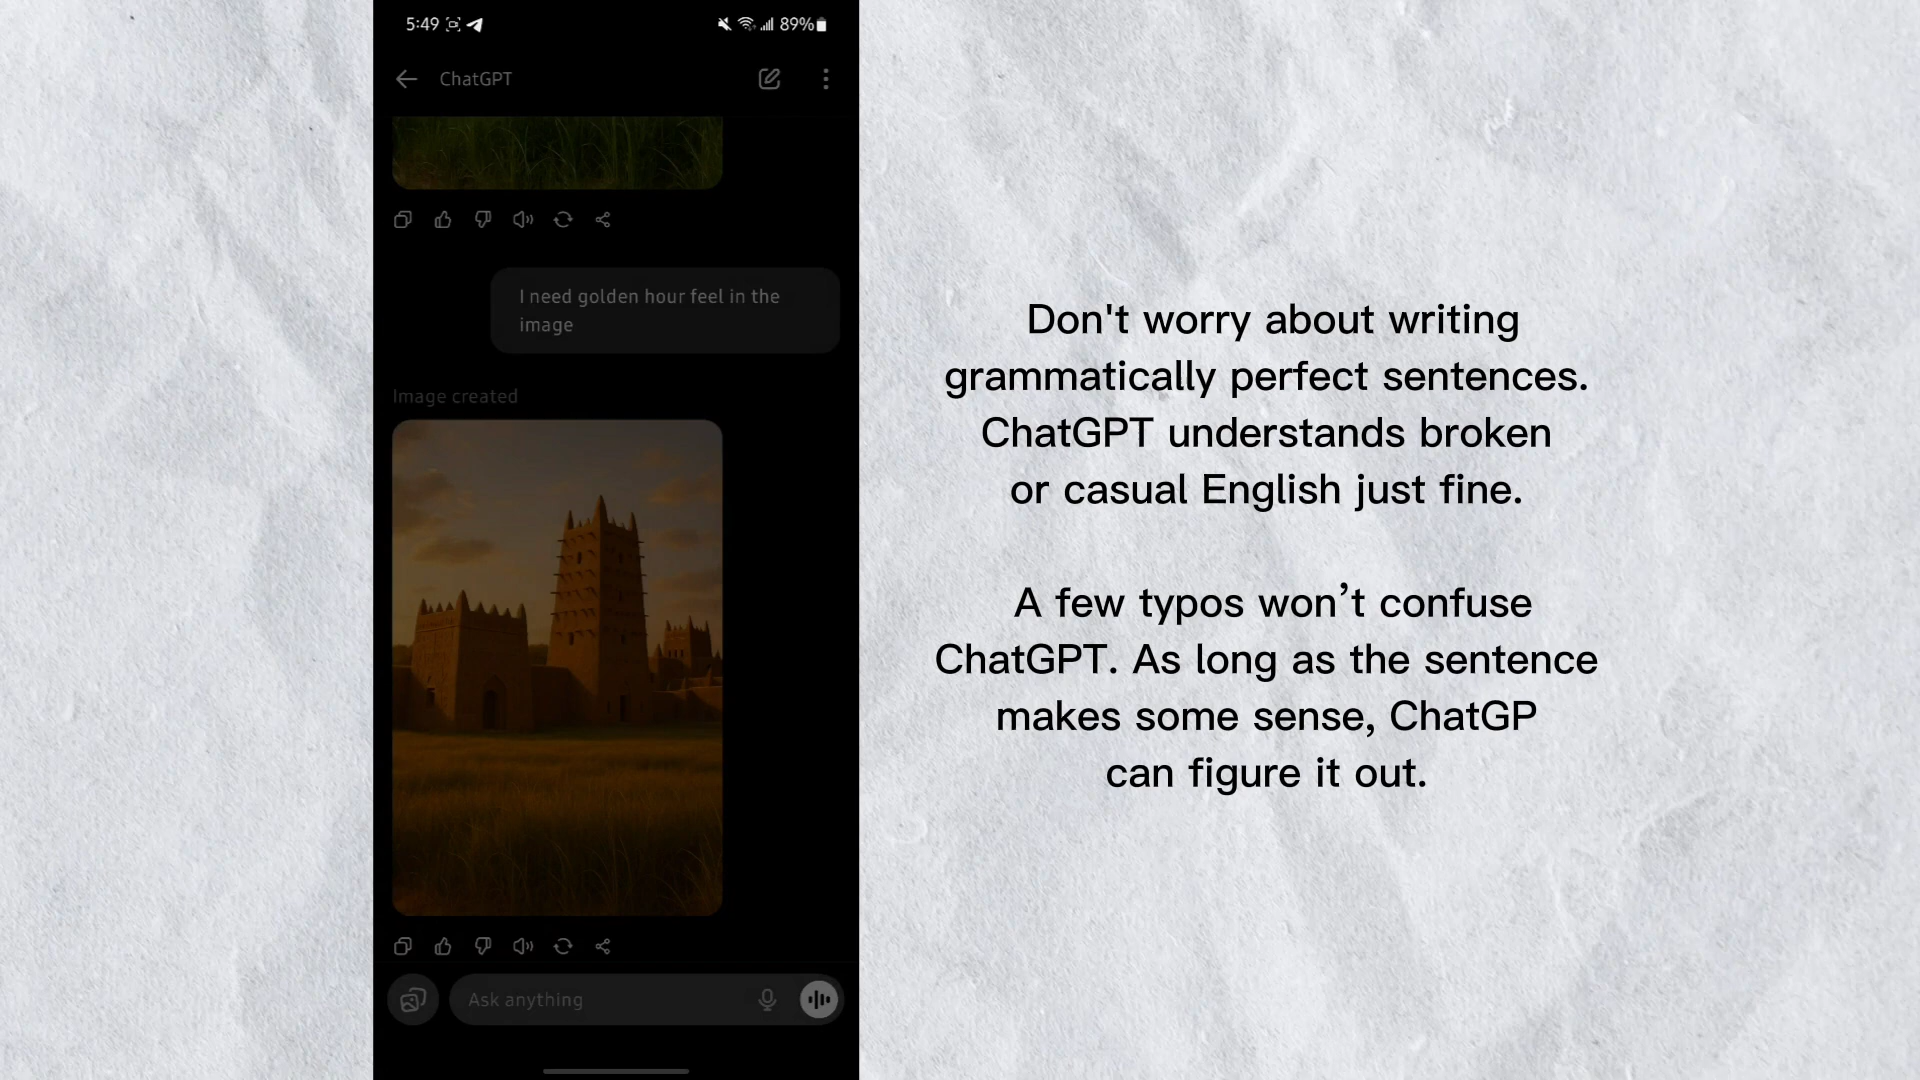 5:49
89%
ChatGPT
I need golden hour feel in the
image
Image created
Ask anything
Don't worry about writing
grammatically perfect sentences.
ChatGPT understands broken
or casual English just fine.
A few typos won’t confuse
ChatGPT. As long as the sentence
makes some sense, ChatGP
can figure it out.